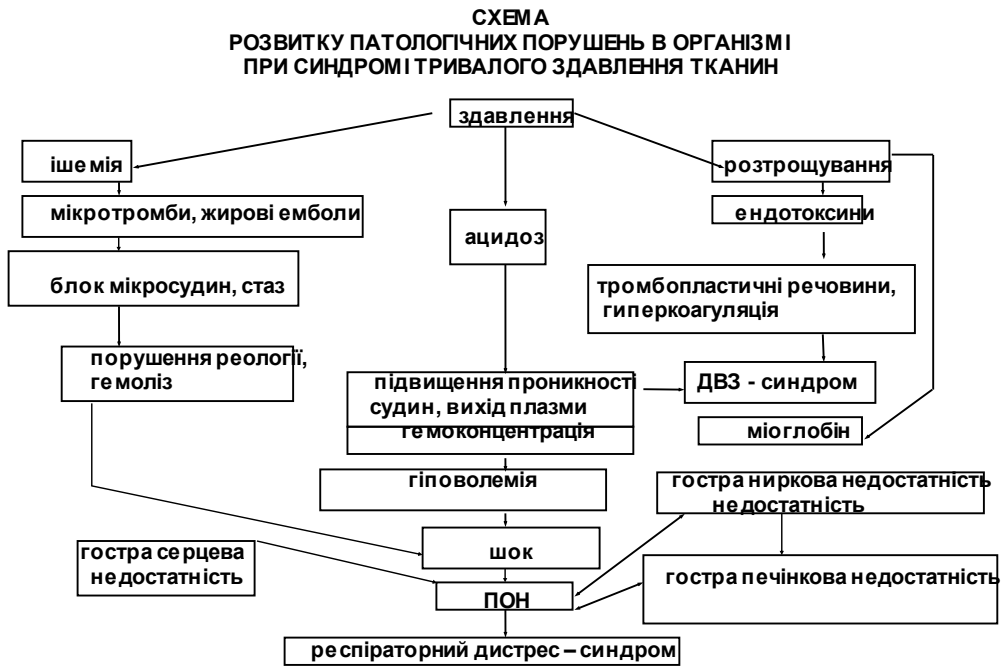 СХЕМА
РОЗВИТКУ ПАТОЛОГІЧНИХ ПОРУШЕНЬ В ОРГАНІЗМІ
ПРИ СИНДРОМІ ТРИВАЛОГО ЗДАВЛЕННЯ ТКАНИН
здавлення
ішемія
розтрощування
мікротромби, жирові емболи
ендотоксини
ацидоз
блок мікросудин, стаз
тромбопластичні речовини,
гиперкоагуляція
порушення реології,
гемоліз
підвищення проникності
судин, вихід плазми
гемоконцентрація
ДВЗ - синдром
міоглобін
гіповолемія
гостра ниркова недостатність
недостатність
шок
гостра серцева
недостатність
гостра печінкова недостатність
ПОН
респіраторний дистрес – синдром